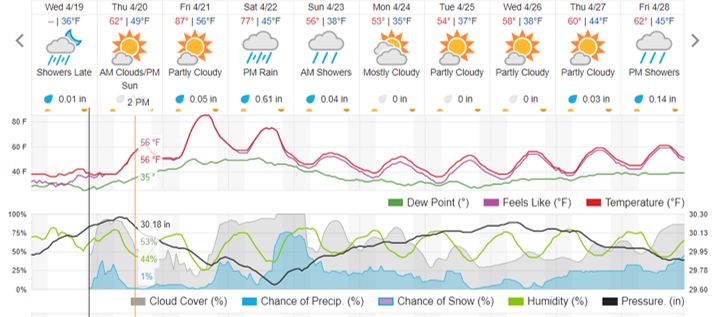 Wed 4/19 Thu 4/20 Fri 4/21 Sat 4/22 Sun 4/23 Mon 4/24 Tue 4/25 Wed 4/26 Thu 4/27 Fri 4/28
-- | 36°F 62° | 49°F 87° | 56°F 77° | 45°F 56° | 38°F 53° | 35°F 54° | 37°F 58° | 38°F 60° | 44°F 62° | 45°F
Showers Late AM Clouds/PM Sun Partly Cloudy PM Rain AM Showers Mostly Cloudy Partly Cloudy Partly Cloudy Partly Cloudy PM Showers
0.01 in 2 PM 0.05 in 0.61 in 0.04 in 0 in 0 in 0 in 0.03 in 0.14 in
80 F
60 F
40 F
56 °F
56 °F
35 °
Dew Point (°) Feels Like (°F) Temperature (°F)
100% 30.30
75% 30.13
50% 29.95
25% 29.78
0% 29.60
30.18 in
53%
44%
1%
Cloud Cover (%) Chance of Precip. (%) Chance of Snow (%) Humidity (%) Pressure. (in)